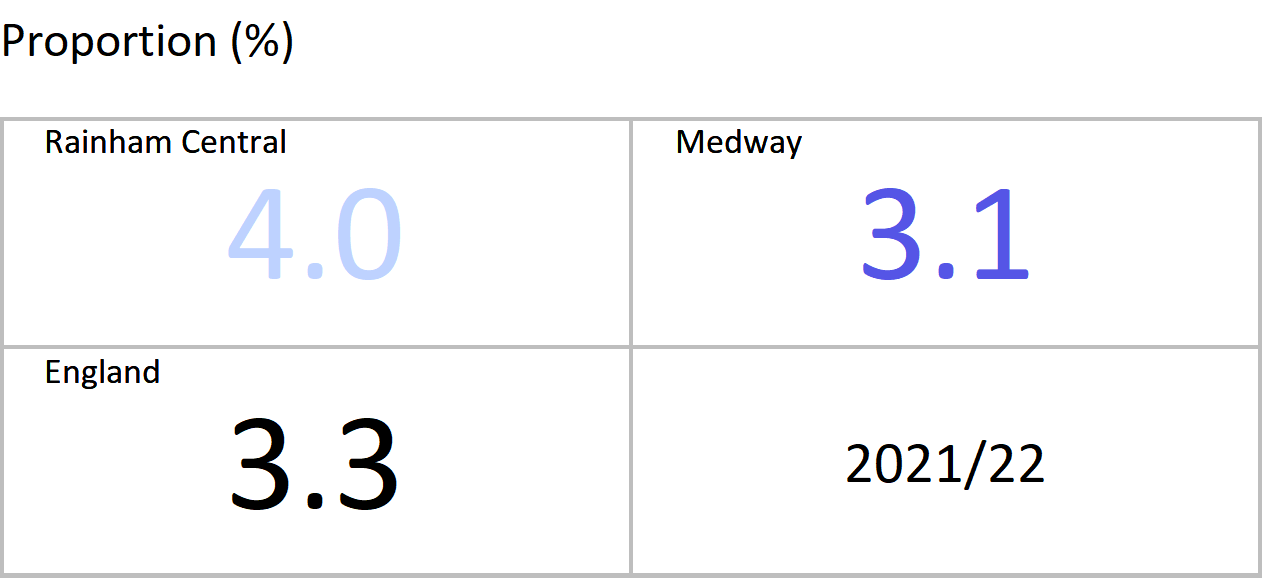 Proportion (%)
Rainham Central
4.0
Medway
3.1
England
3.3
2021/22